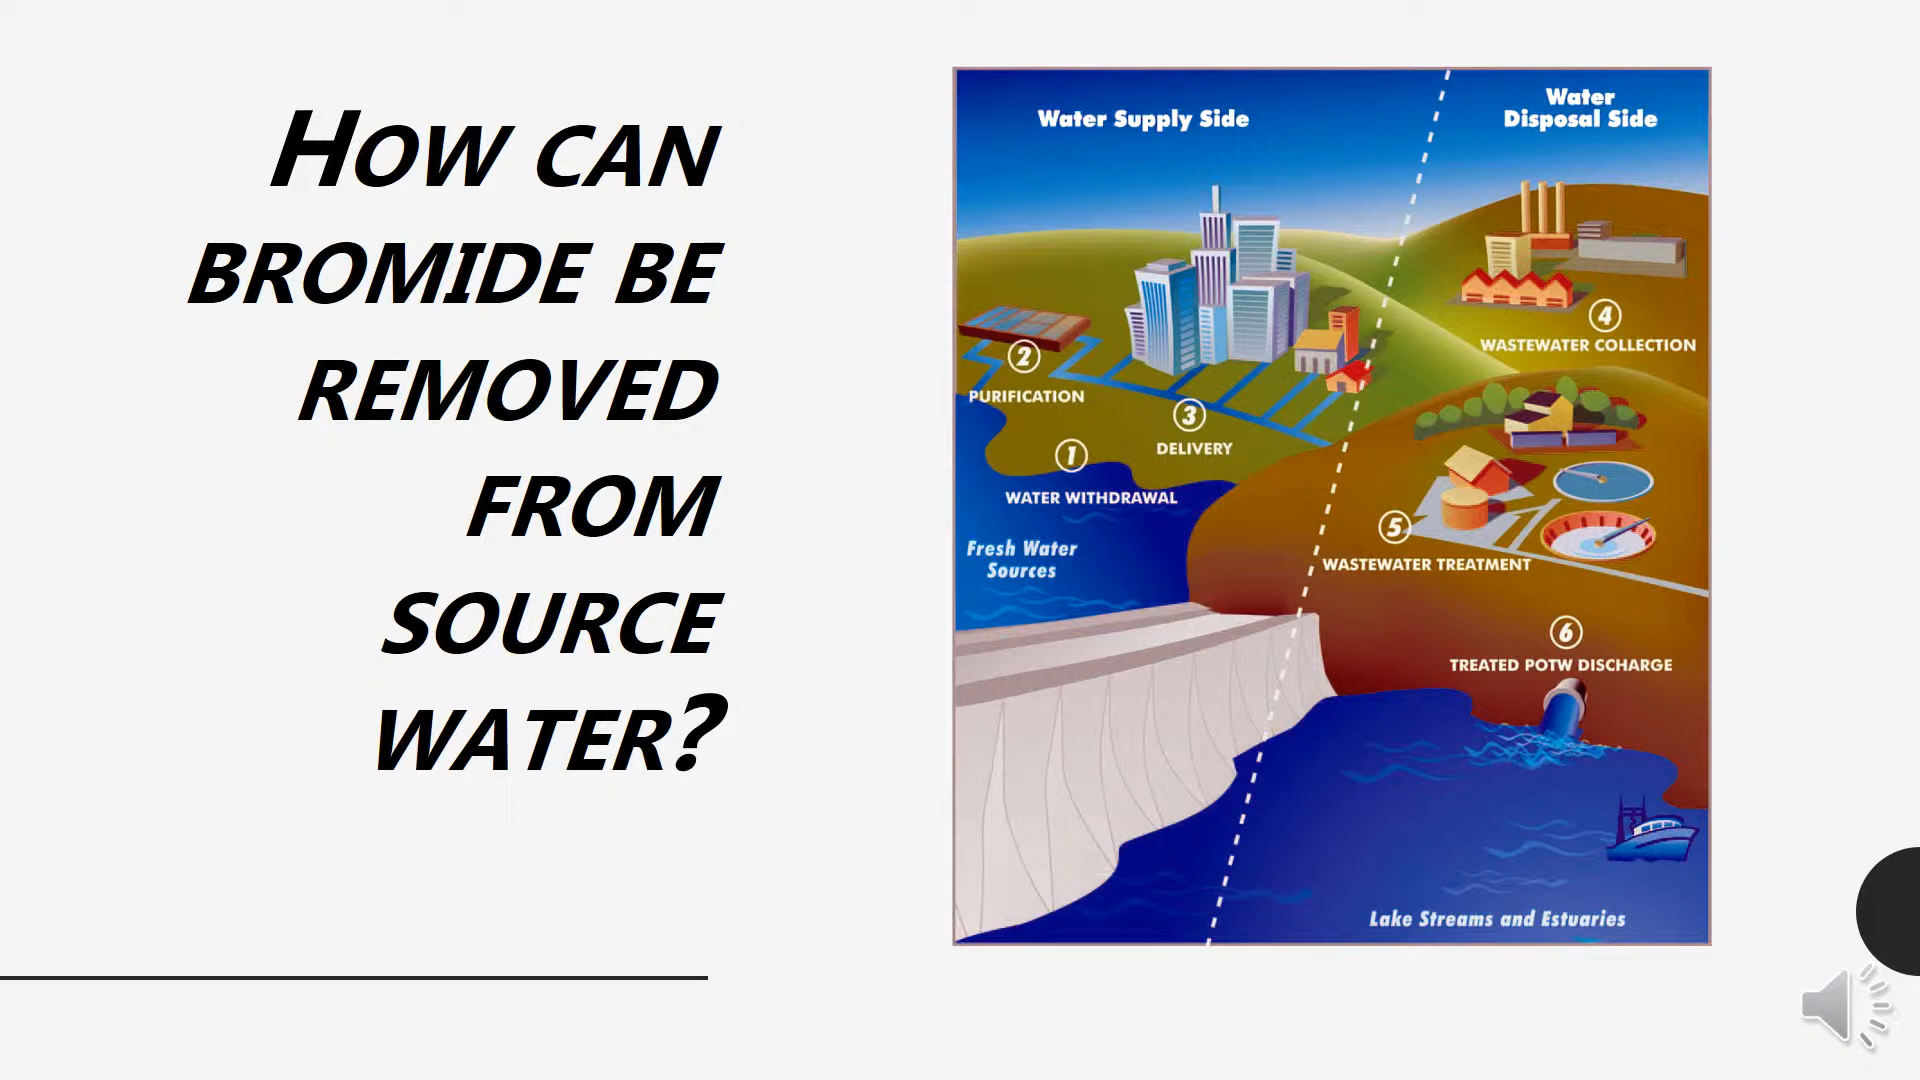 How can
bromide be
removed
from
source
water?
Water Supply Side
Water
Disposal Side
4
WASTEWATER COLLECTION
2
PURIFICATION
3
DELIVERY
1
WATER WITHDRAWAL
Fresh Water
Sources
5
WASTEWATER TREATMENT
6
TREATED POTW DISCHARGE
Lake Streams and Estuaries